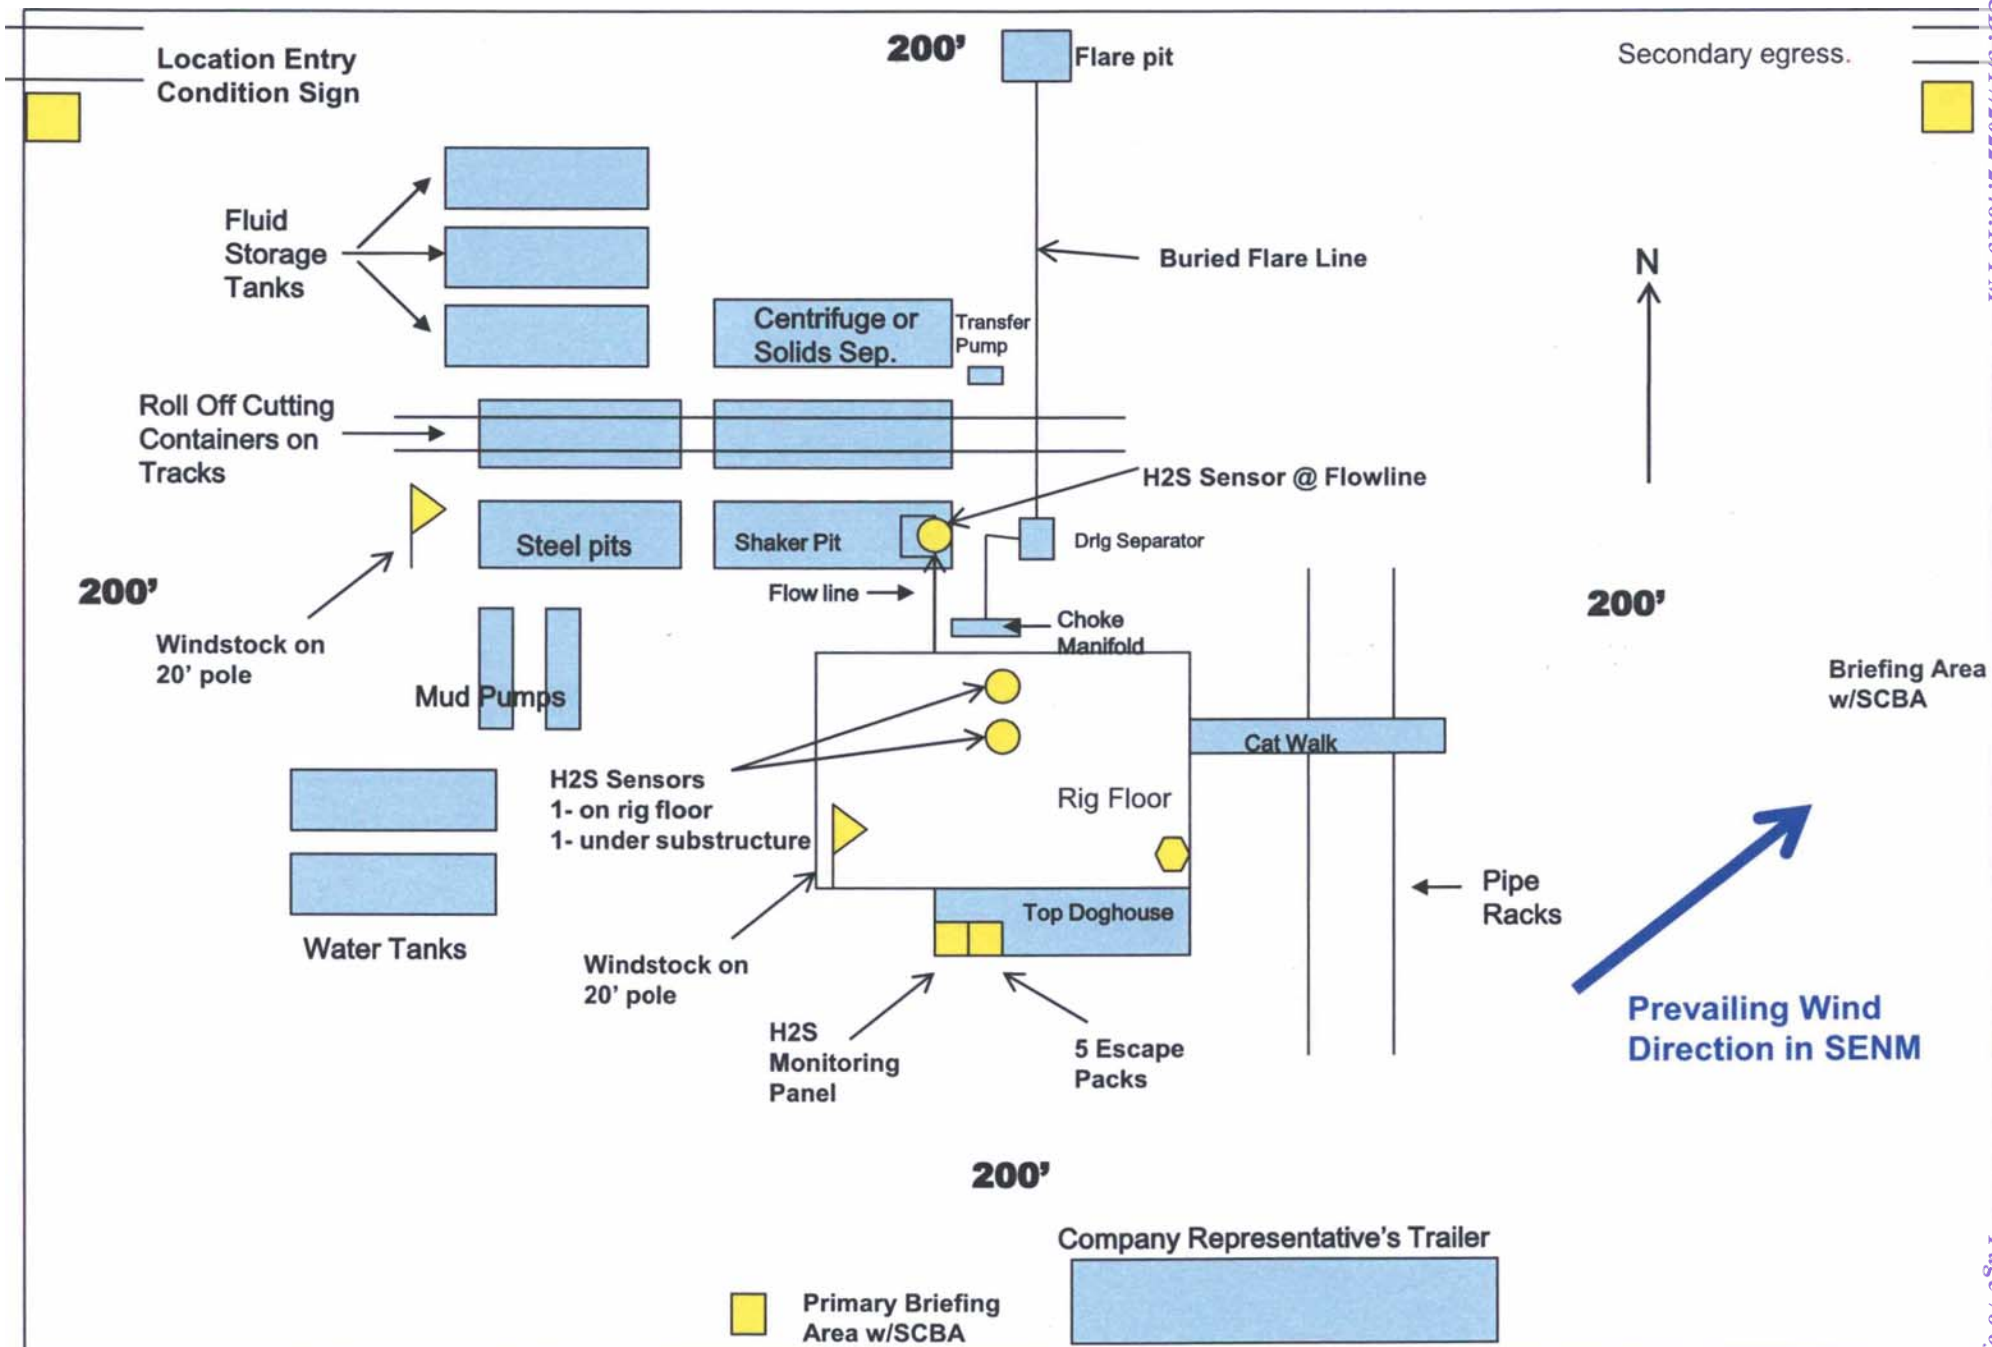 Location Entry
Condition Sign
200'
Flare pit
Secondary egress.
Fluid
Storage
Tanks
Buried Flare Line
N
Centrifuge or
Solids Sep.
Transfer
Pump
Roll Off Cutting
Containers on
Tracks
H2S Sensor @ Flowline
Steel pits
Shaker Pit
Drlg Separator
200'
Flow line
200'
Windstock on
20' pole
Choke
Manifold
Mud Pumps
Briefing Area
w/SCBA
Cat Walk
H2S Sensors
1- on rig floor
1- under substructure
Rig Floor
Pipe
Racks
Top Doghouse
Water Tanks
Windstock on
20' pole
H2S
Monitoring
Panel
5 Escape
Packs
Prevailing Wind
Direction in SENM
200'
Company Representative's Trailer
Primary Briefing
Area w/SCBA